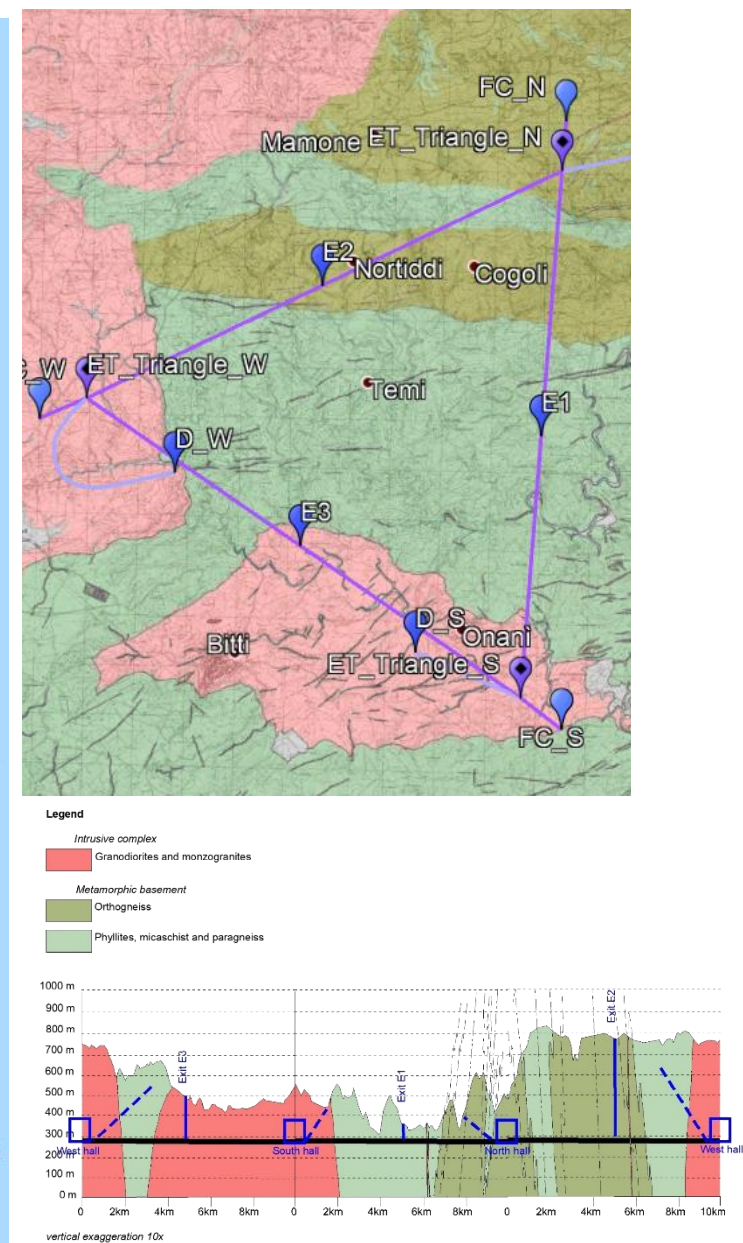 FC_N
Mamone ET_Triangle_N
E2
Nortiddi
Cogoli
C_W
ET_Triangle_W
Temi
E1
D_W
E3
D_S
Onanì
Bitti
ET_Triangle_S
FC_S
Legend
Intrusive complex
Granodiorites and monzogranites
Metamorphic basement
Orthogneiss
Phyllites, micaschist and paragneiss
1000 m
900 m
800 m
700 m
600 m
500 m
400 m
300 m
200 m
100 m
0 m
Exit E3
Exit E1
Exit E2
West hall
South hall
North hall
West hall
0 2km 4km 6km 8km 0 2km 4km 6km 8km 0 2km 4km 6km 8km 10km
vertical exaggeration 10x